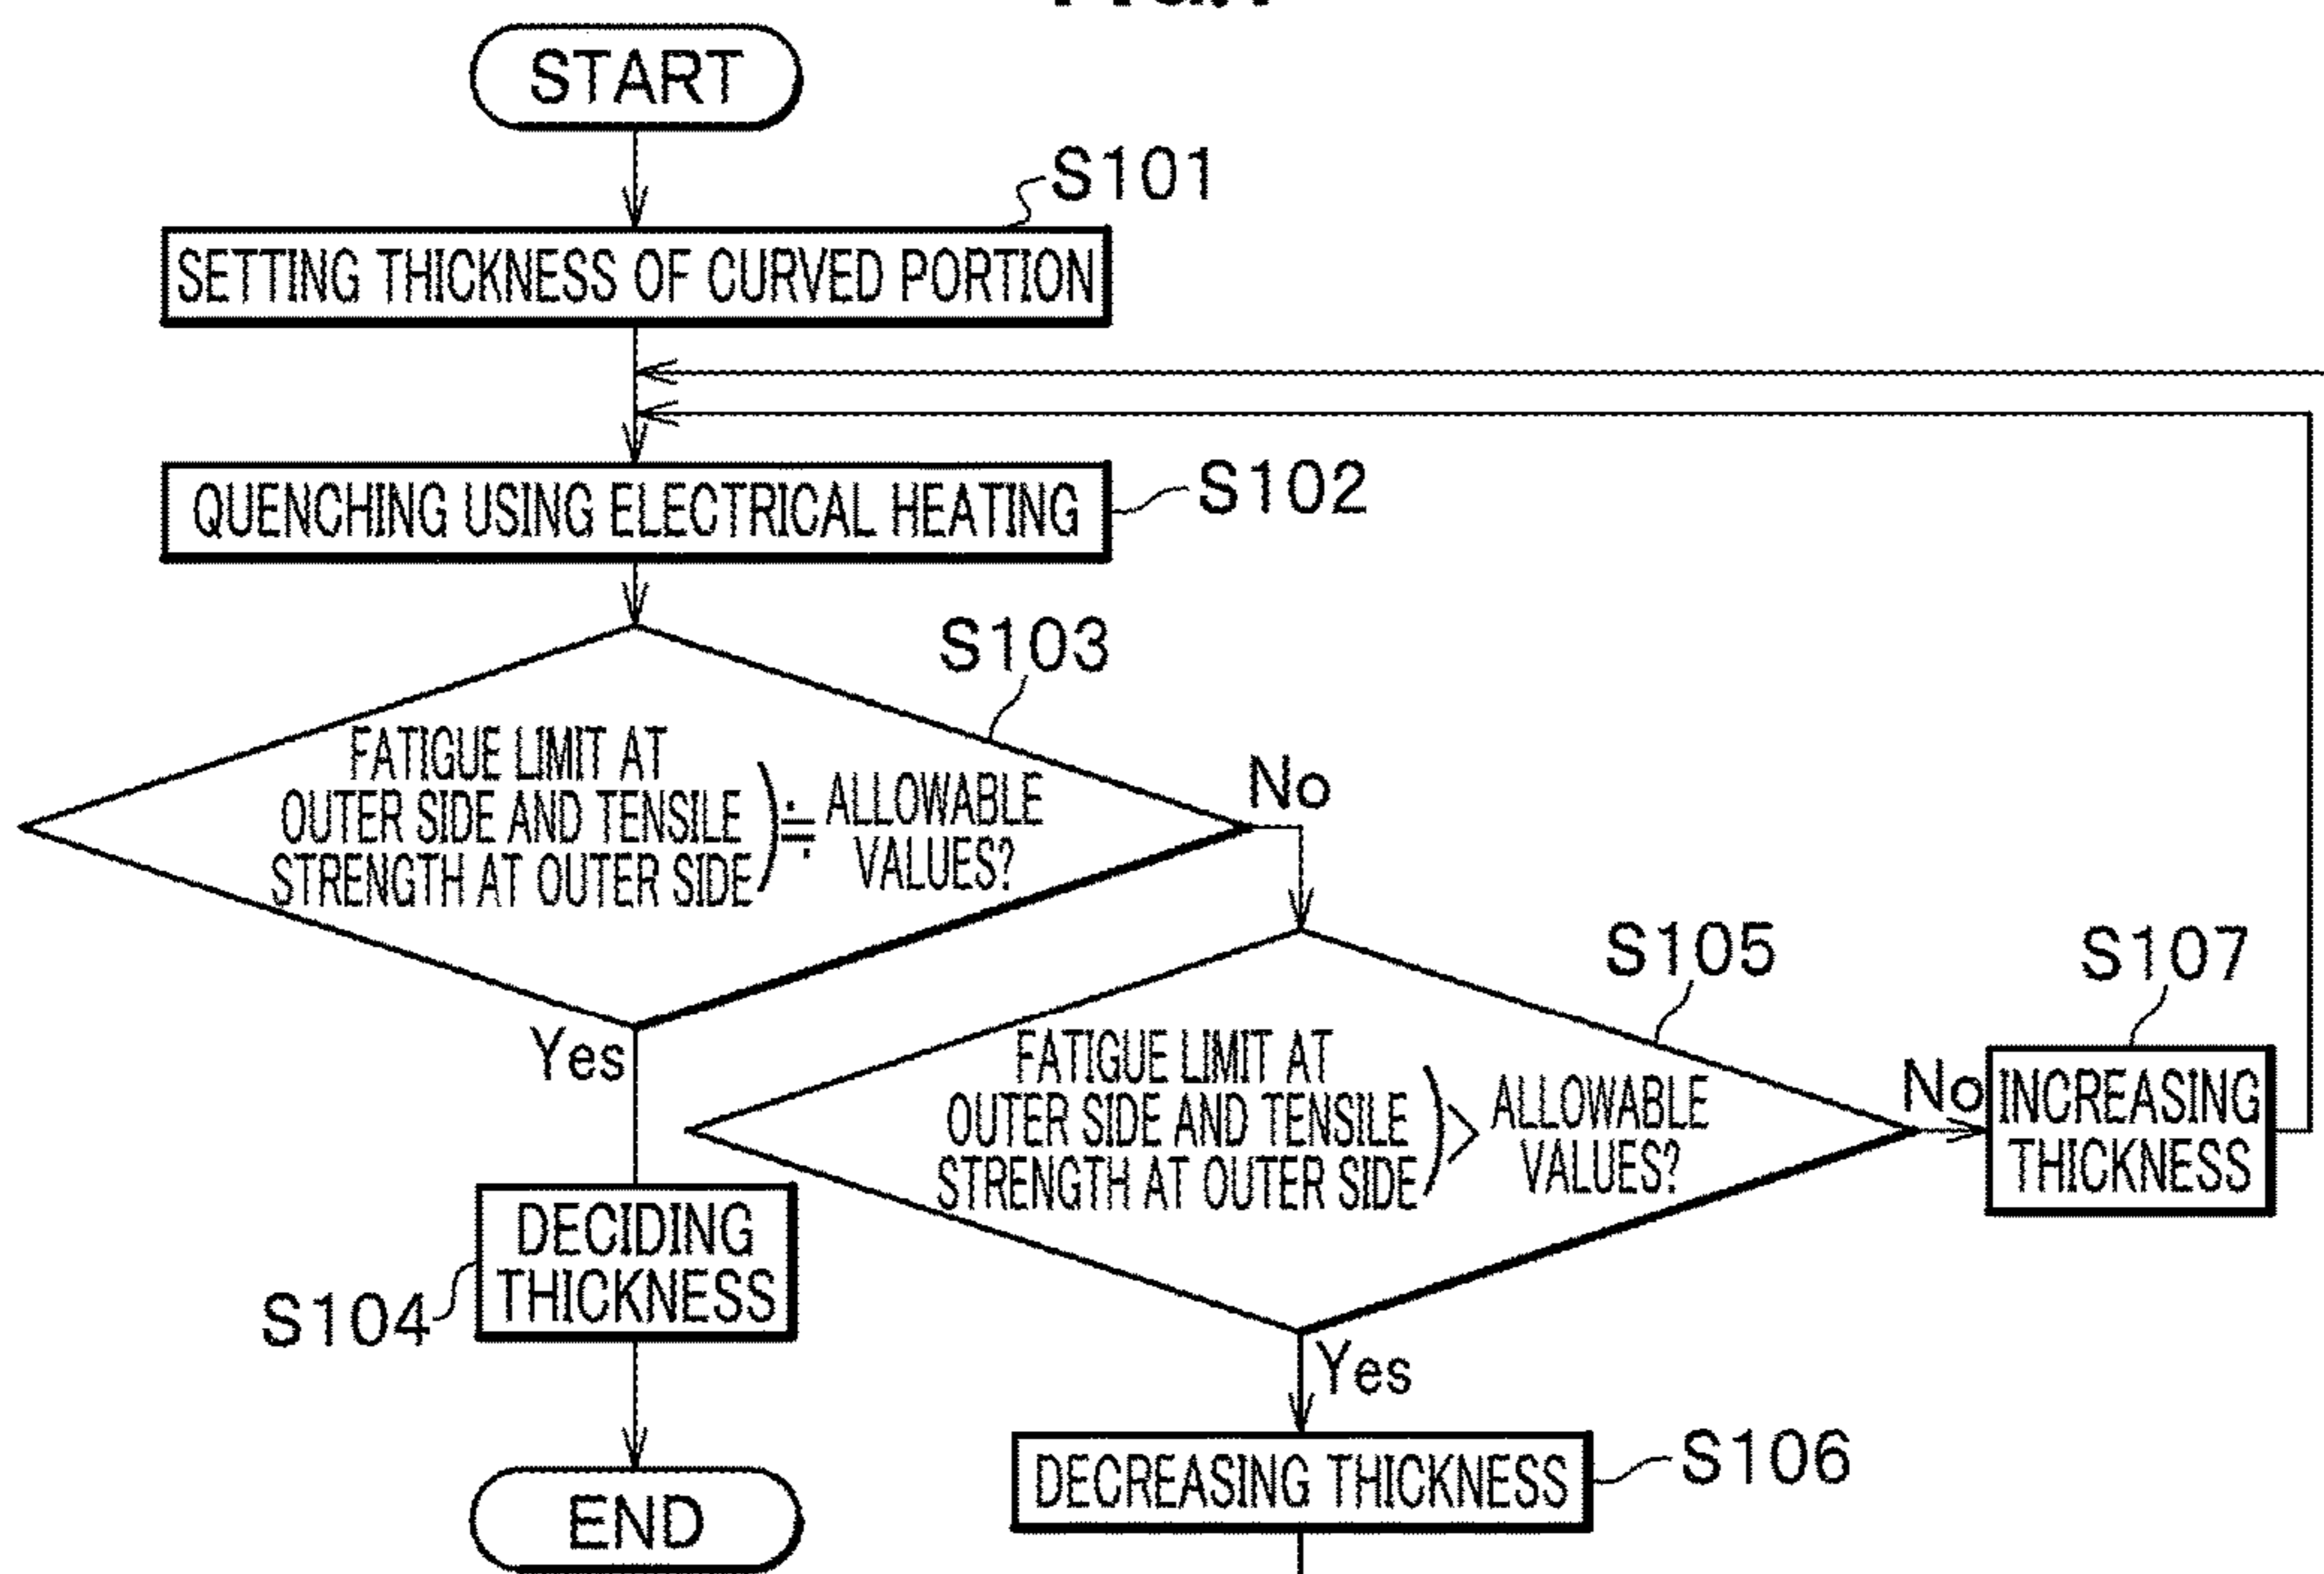 START
S101
SETTING THICKNESS OF CURVED PORTION
QUENCHING USING ELECTRICAL HEATING
S102
S103
FATIGUE LIMIT AT
OUTER SIDE AND TENSILE
STRENGTH AT OUTER SIDE
) ≒ ALLOWABLE
VALUES?
No
Yes
S105
FATIGUE LIMIT AT
OUTER SIDE AND TENSILE
STRENGTH AT OUTER SIDE
) > ALLOWABLE
VALUES?
No
S107
INCREASING
THICKNESS
DECIDING
THICKNESS
S104
Yes
DECREASING THICKNESS
S106
END